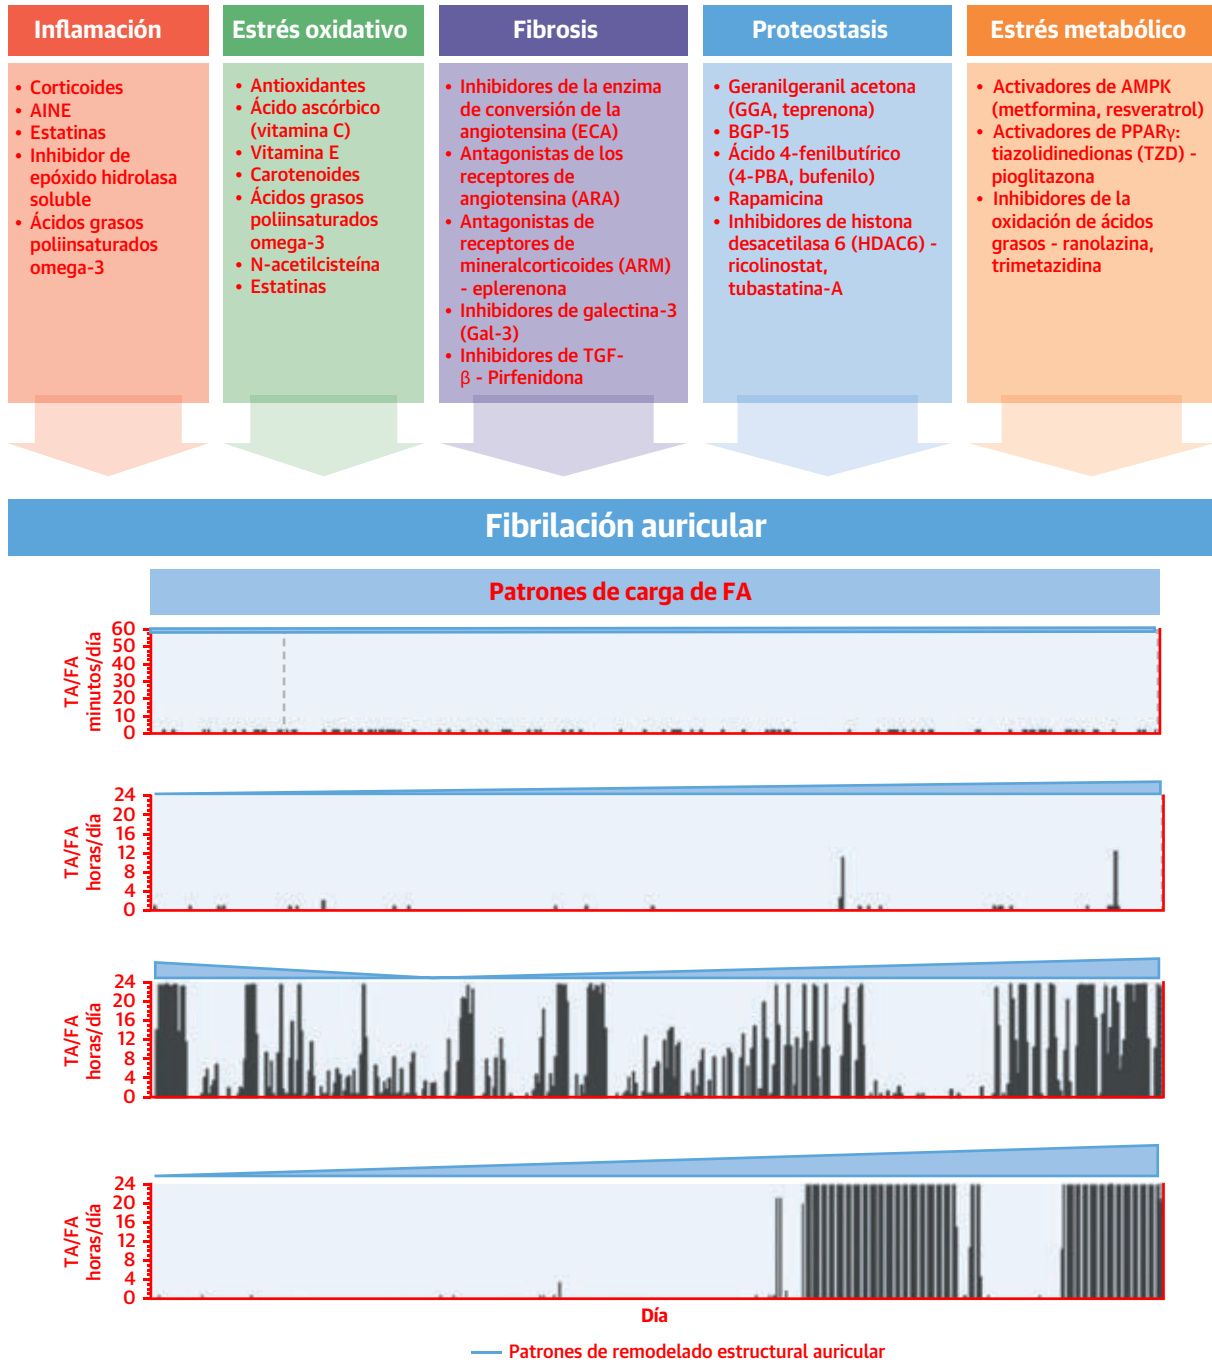 Inflamación
• Corticoides
• AINE
• Estatinas
• Inhibidor de
epóxido hidrolasa
soluble
• Ácidos grasos
poliinsaturados
omega-3
Estrés oxidativo
• Antioxidantes
• Ácido ascórbico
(vitamina C)
• Vitamina E
• Carotenoides
• Ácidos grasos
poliinsaturados
omega-3
• N-acetilcisteína
• Estatinas
Fibrosis
• Inhibidores de la enzima
de conversión de la
angiotensina (ECA)
• Antagonistas de los
receptores de
angiotensina (ARA)
• Antagonistas de
receptores de
mineralcorticoides (ARM)
- eplerenona
• Inhibidores de galectina-3
(Gal-3)
• Inhibidores de TGF-
β - Pirfenidona
Proteostasis
• Geranilgeranil acetona
(GGA, teprenona)
• BGP-15
• Ácido 4-fenilbutírico
(4-PBA, bufenilo)
• Rapamicina
• Inhibidores de histona
desacetilasa 6 (HDAC6) -
ricolinostat,
tubastatina-A
Estrés metabólico
• Activadores de AMPK
(metformina, resveratrol)
• Activadores de PPARγ:
tiazolidinedionas (TZD) -
pioglitazona
• Inhibidores de la
oxidación de ácidos
grasos - ranolazina,
trimetazidina
Fibrilación auricular
Patrones de carga de FA
TA/FA
minutos/día
60
50
40
30
20
10
0
TA/FA
horas/día
24
20
16
12
8
4
0
TA/FA
horas/día
24
20
16
12
8
4
0
TA/FA
horas/día
24
20
16
12
8
4
0
Día
Patrones de remodelado estructural auricular